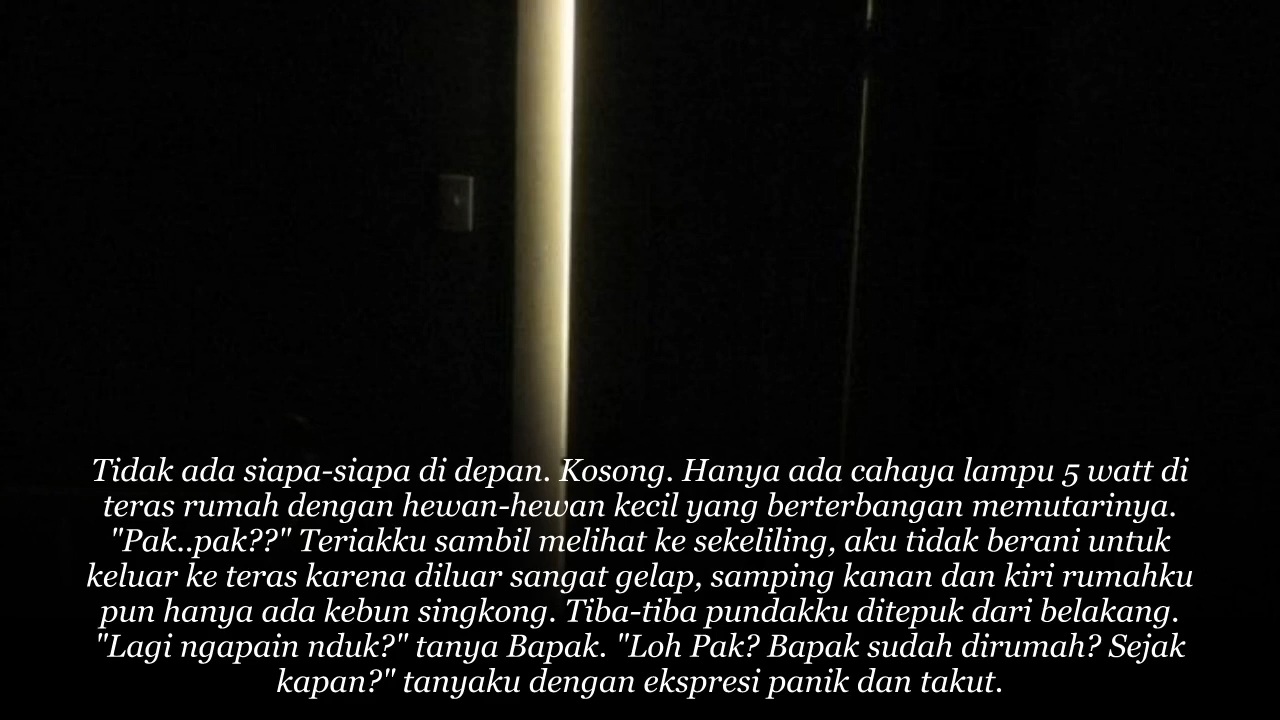 Tidak ada siapa-siapa di depan. Kosong. Hanya ada cahaya lampu 5 watt di
teras rumah dengan hewan-hewan kecil yang berterbangan memutarinya.
"Pak..pak??" Teriakku sambil melihat ke sekeliling, aku tidak berani untuk
keluar ke teras karena diluar sangat gelap, samping kanan dan kiri rumahku
pun hanya ada kebun singkong. Tiba-tiba pundakku ditepuk dari belakang.
"Lagi ngapain nduk?" tanya Bapak. "Loh Pak? Bapak sudah dirumah? Sejak
kapan?" tanyaku dengan ekspresi panik dan takut.